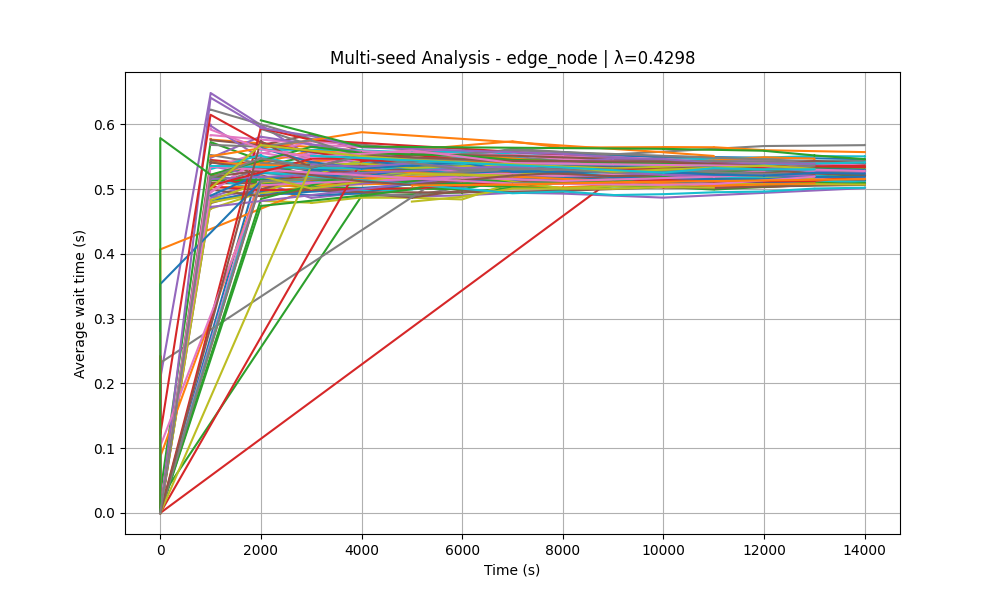 Multi-seed Analysis - edge_node | λ=0.4298
Average wait time (s)
0.6
0.5
0.4
0.3
0.2
0.1
0.0
0 2000 4000 6000 8000 10000 12000 14000
Time (s)